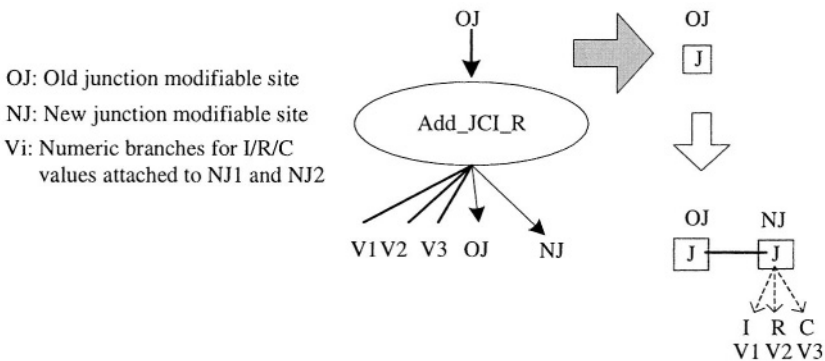 OJ: Old junction modifiable site
NJ: New junction modifiable site
Vi: Numeric branches for I/R/C
values attached to NJ1 and NJ2
OJ
Add_JCI_R
V1 V2 V3 OJ NJ
OJ
J
OJ NJ
J J
I R C
V1 V2 V3